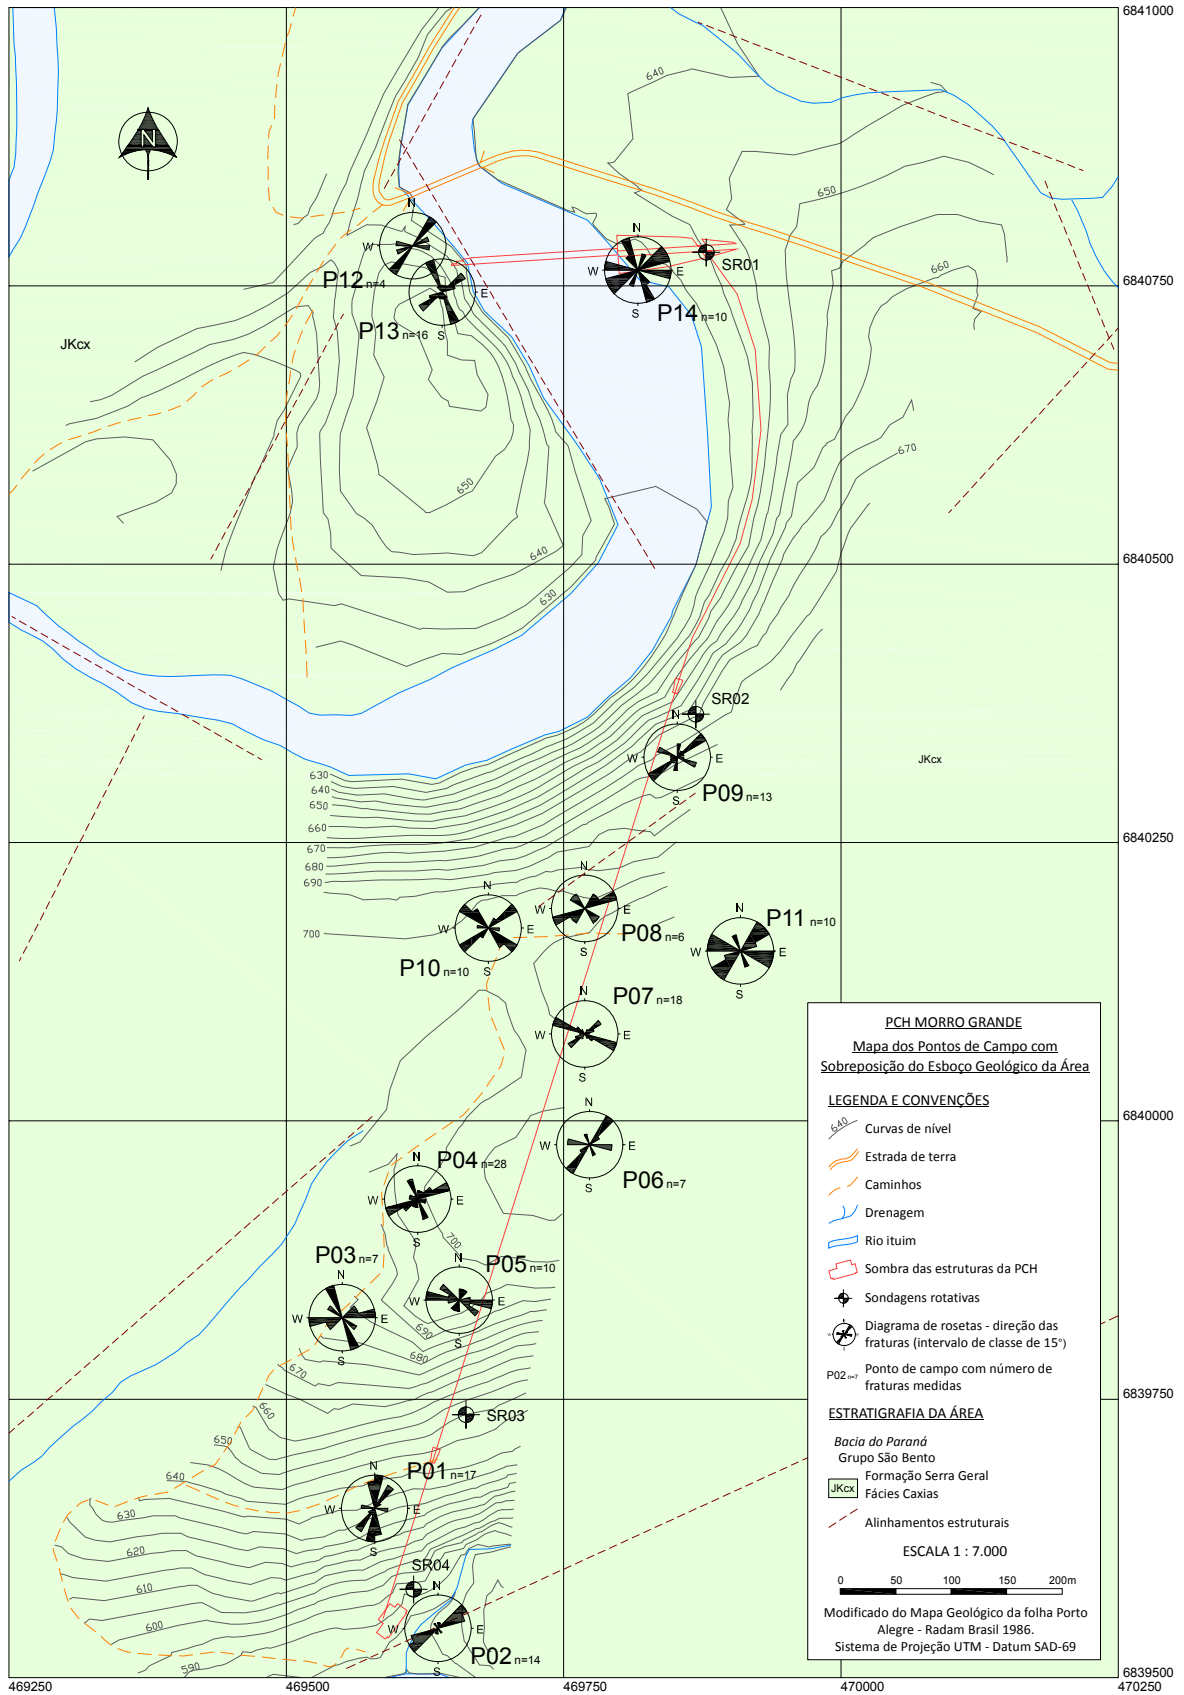 6841000
640
N
650
N
W
P12 n=4
N
W
E
S
P14 n=10
SR01
660
6840750
E
S
P13 n=16
JKcx
670
650
640
6840500
630
SR02
N
W
E
S
P09 n=13
JKcx
630
640
650
660
670
680
690
700
6840250
N
W
E
S
P10 n=10
N
W
E
S
P08 n=6
P11 n=10
N
W
E
S
P07 n=18
N
W
E
S
6840000
N
W
E
S
P06 n=7
P04 n=28
N
W
E
S
700
P03 n=7
N
W
E
S
P05 n=10
N
W
E
S
690
680
670
6839750
660
SR03
650
640
P01 n=17
N
W
E
S
630
620
610
600
590
SR04
N
W
E
S
P02 n=14
6839500
469250
469500
469750
470000
470250
PCH MORRO GRANDE
Mapa dos Pontos de Campo com
Sobreposição do Esboço Geológico da Área
LEGENDA E CONVENÇÕES
640
Curvas de nível
Estrada de terra
Caminhos
Drenagem
Rio ituim
Sombra das estruturas da PCH
Sondagens rotativas
Diagrama de rosetas - direção das
fraturas (intervalo de classe de 15°)
P02 n=7
Ponto de campo com número de
fraturas medidas
ESTRATIGRAFIA DA ÁREA
Bacia do Paraná
Grupo São Bento
Formação Serra Geral
JKcx
Fácies Caxias
Alinhamentos estruturais
ESCALA 1 : 7.000
0 50 100 150 200m
Modificado do Mapa Geológico da folha Porto
Alegre - Radam Brasil 1986.
Sistema de Projeção UTM - Datum SAD-69